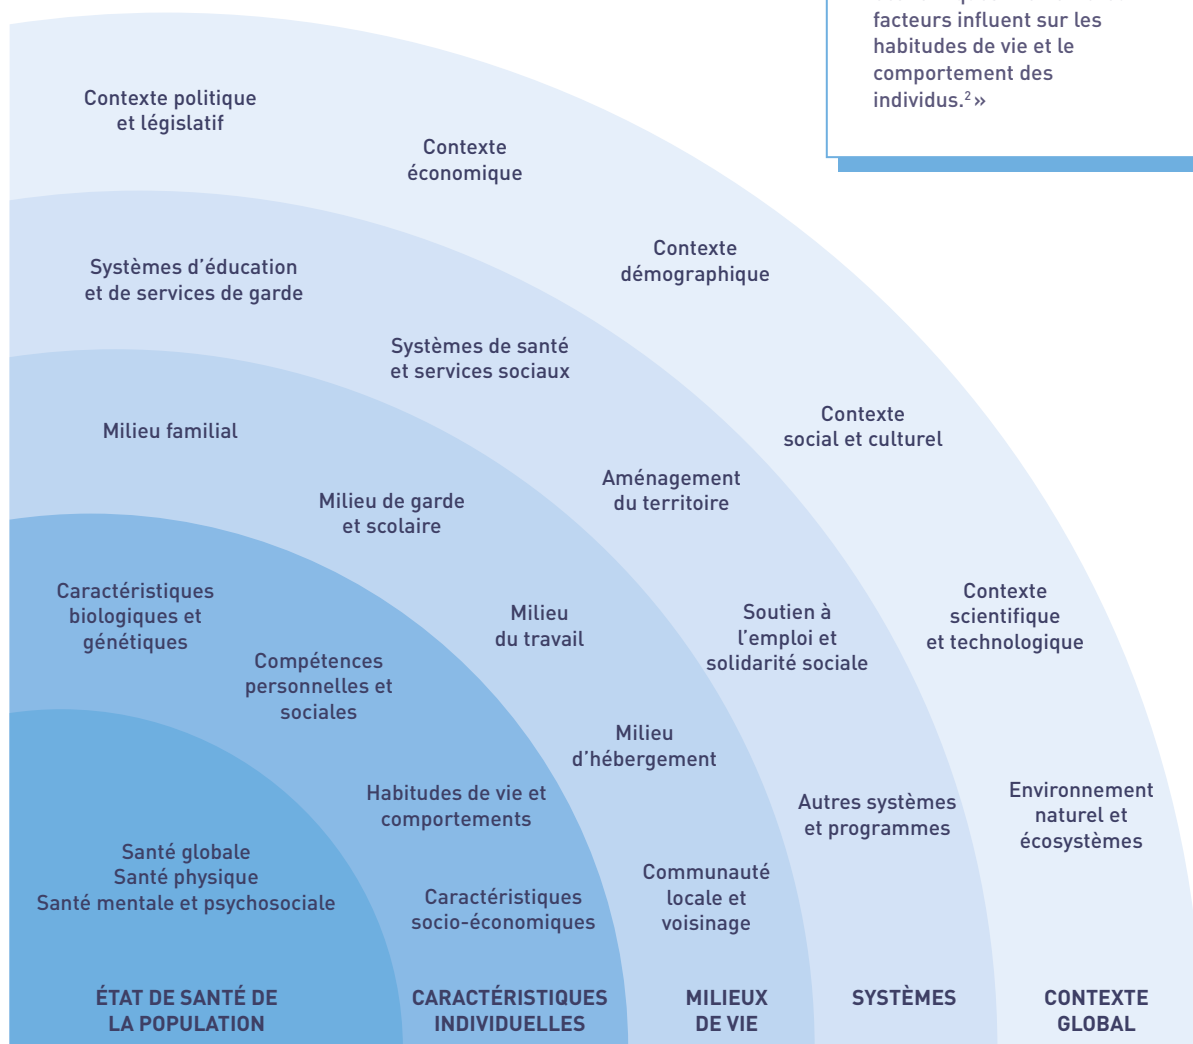 facteurs influent sur les
habitudes de vie et le
comportement des
individus.² »
Contexte politique
et législatif
Contexte
économique
Contexte
démographique
Contexte
social et culturel
Contexte
scientifique
et technologique
Environnement
naturel et
écosystèmes
Systèmes d’éducation
et de services de garde
Systèmes de santé
et services sociaux
Aménagement
du territoire
Soutien à
l’emploi et
solidarité sociale
Autres systèmes
et programmes
Milieu familial
Milieu de garde
et scolaire
Milieu
du travail
Milieu
d’hébergement
Communauté
locale et
voisinage
Caractéristiques
biologiques et
génétiques
Compétences
personnelles et
sociales
Habitudes de vie et
comportements
Caractéristiques
socio-économiques
Santé globale
Santé physique
Santé mentale et psychosociale
ÉTAT DE SANTÉ DE
LA POPULATION
CARACTÉRISTIQUES
INDIVIDUELLES
MILIEUX
DE VIE
SYSTÈMES
CONTEXTE
GLOBAL